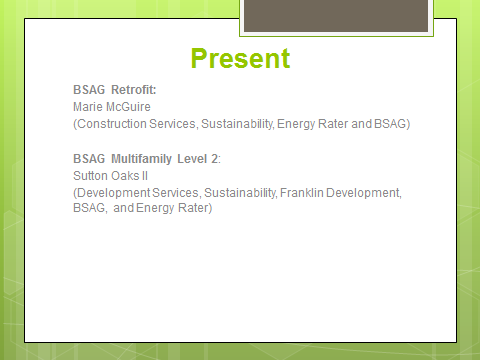 Present
BSAG Retrofit:
Marie McGuire
(Construction Services, Sustainability, Energy Rater and BSAG)
BSAG Multifamily Level 2:
Sutton Oaks II
(Development Services, Sustainability, Franklin Development,
BSAG, and Energy Rater)